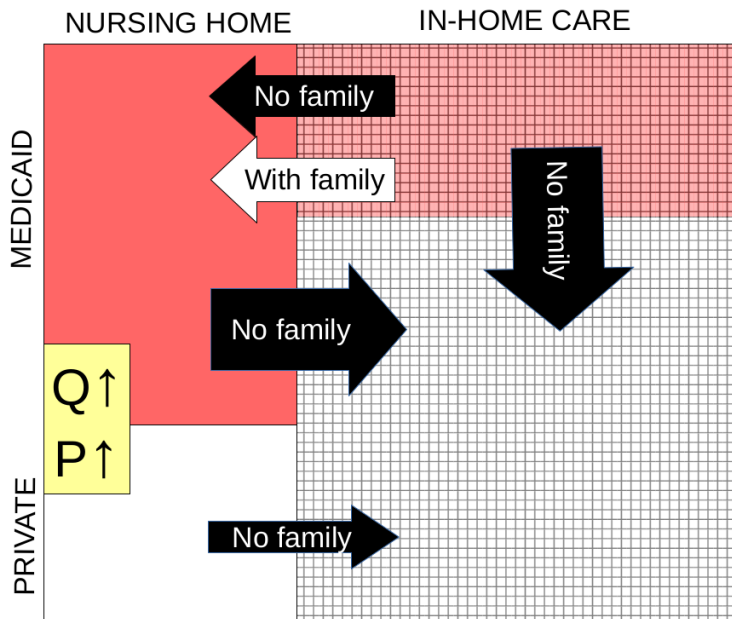 NURSING HOME
IN-HOME CARE
MEDICAID
No family
With family
No family
No family
Q↑
P↑
PRIVATE
No family